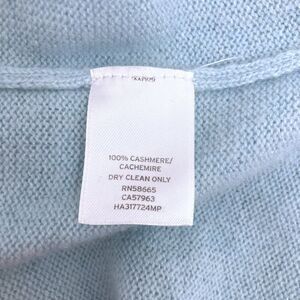 100% CASHMERE/
CACHEMIRE
DRY CLEAN ONLY
RN58665
CA57963
HA317724MP